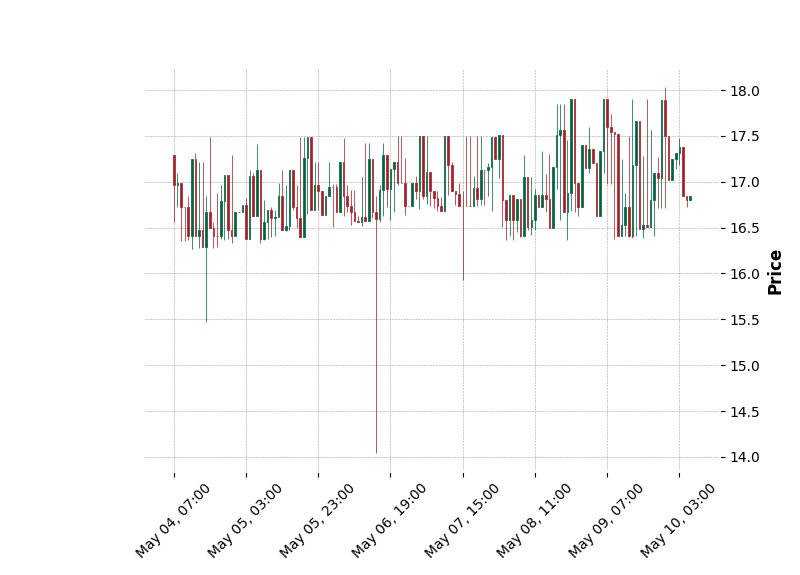 18.0
17.5
17.0
16.5
16.0
15.5
15.0
14.5
14.0
Price
May 04, 07:00
May 05, 03:00
May 05, 23:00
May 06, 19:00
May 07, 15:00
May 08, 11:00
May 09, 07:00
May 10, 03:00